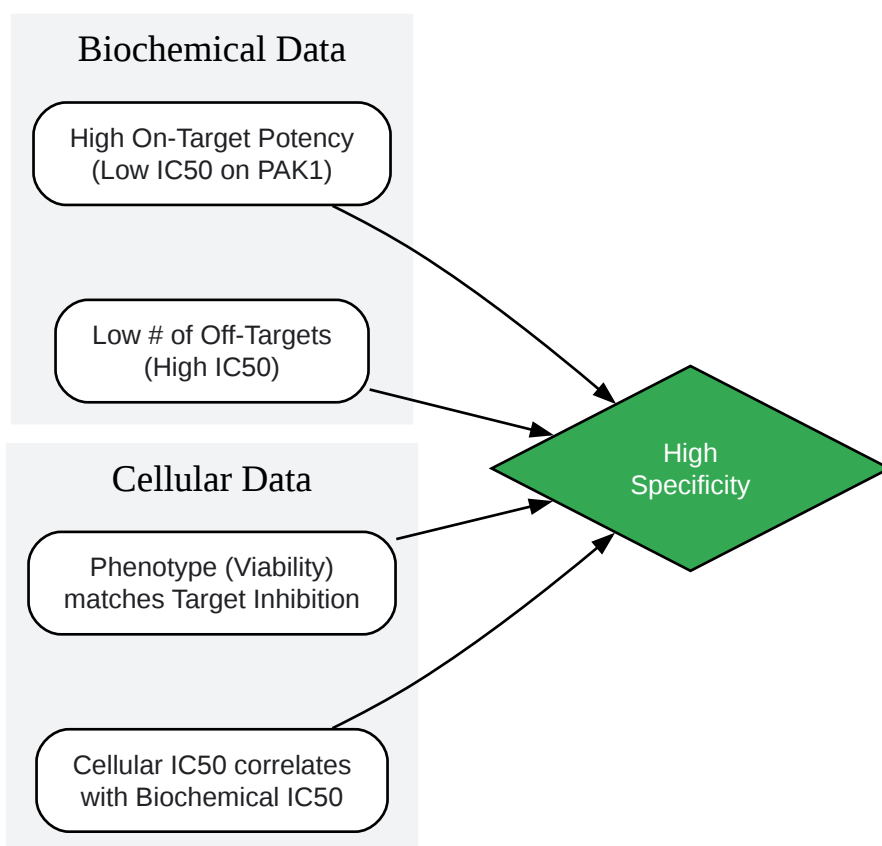 Biochemical Data
High On-Target Potency
(Low IC50 on PAK1)
Low # of Off-Targets
(High IC50)
Cellular Data
Phenotype (Viability)
matches Target Inhibition
Cellular IC50 correlates
with Biochemical IC50
High
Specificity